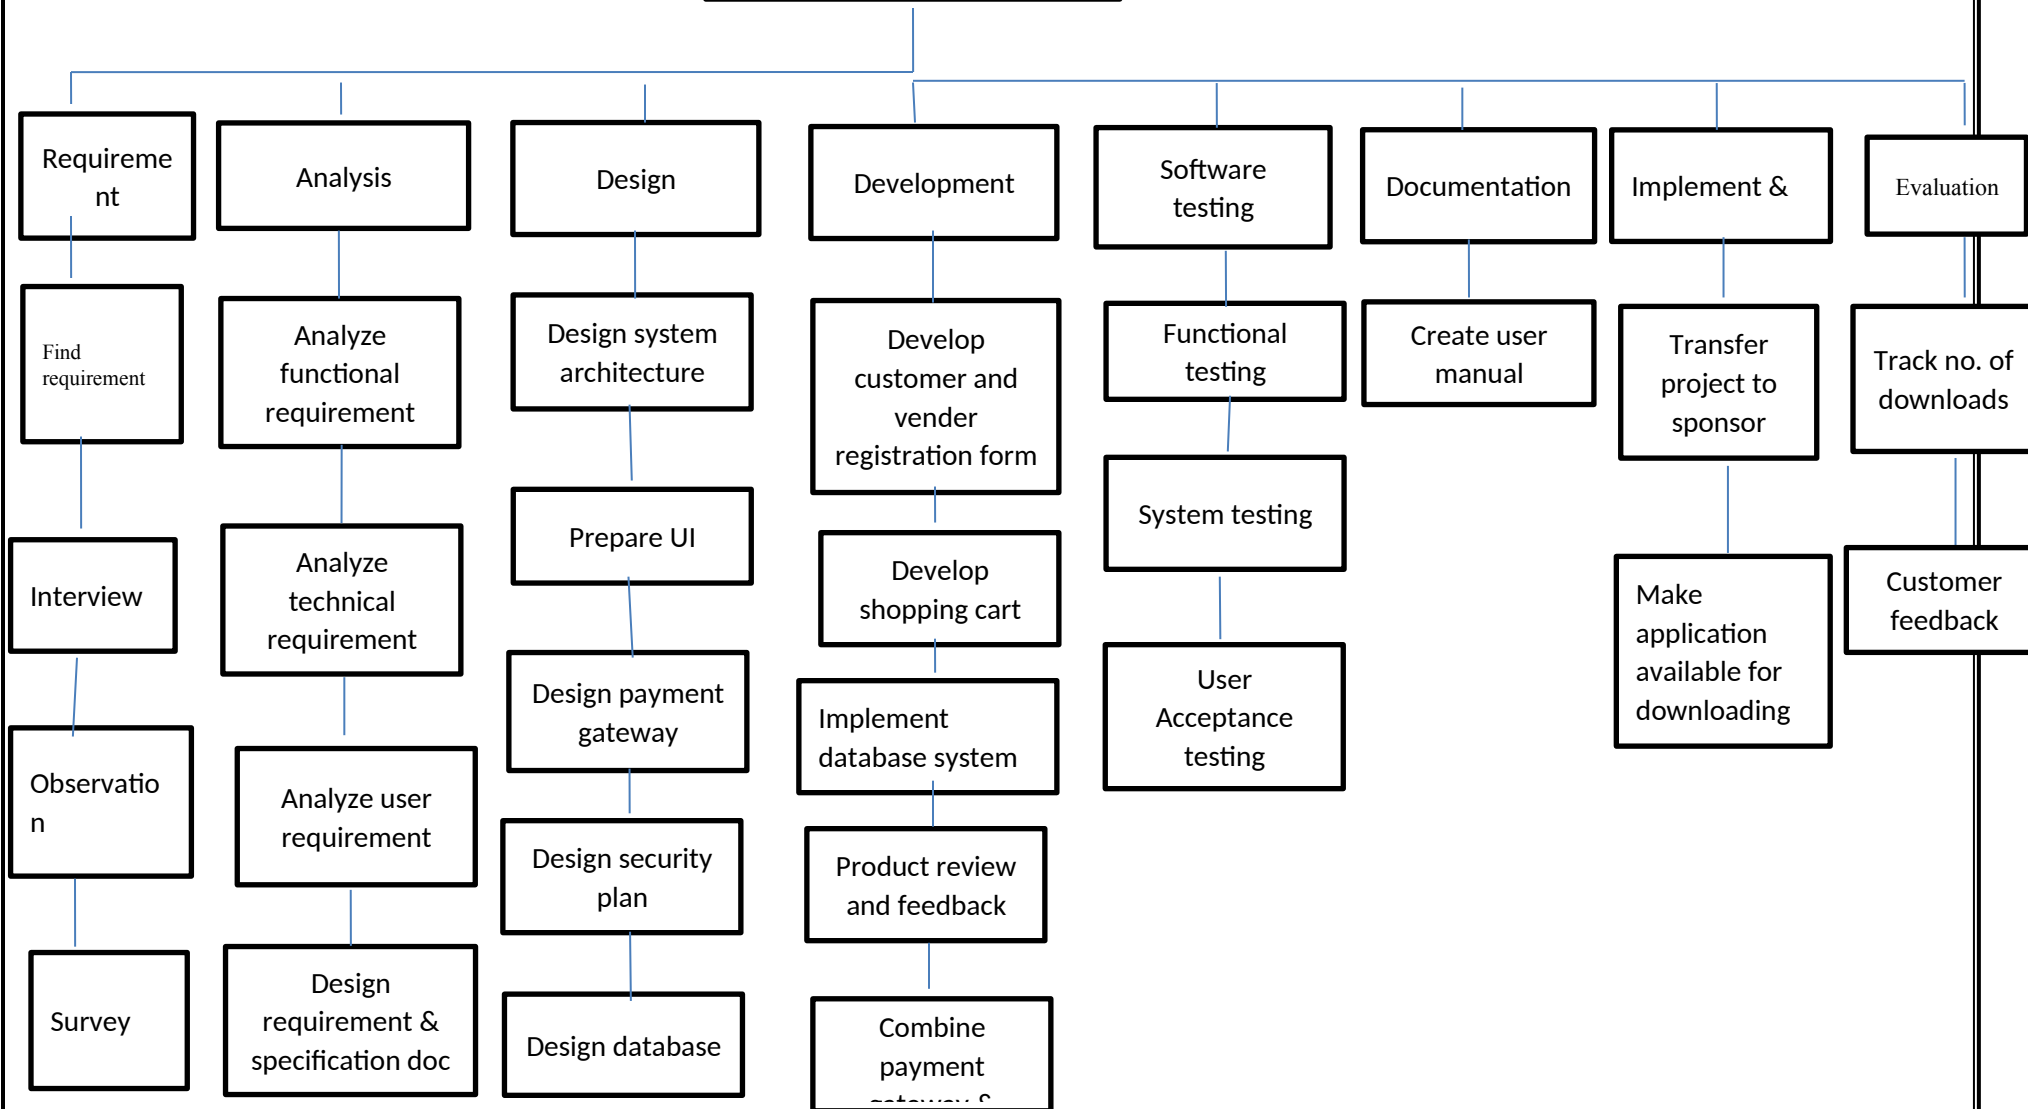 Requireme
nt
Analysis
Design
Development
Software
testing
Documentation
Implement &
Evaluation
Find
requirement
Interview
Observatio
n
Survey
Analyze
functional
requirement
Analyze
technical
requirement
Analyze user
requirement
Design
requirement &
specification doc
Design system
architecture
Prepare UI
Design payment
gateway
Design security
plan
Design database
Develop
customer and
vender
registration form
Develop
shopping cart
Implement
database system
Product review
and feedback
Combine
payment
gateway &
Functional
testing
System testing
User
Acceptance
testing
Create user
manual
Transfer
project to
sponsor
Make
application
available for
downloading
Track no. of
downloads
Customer
feedback